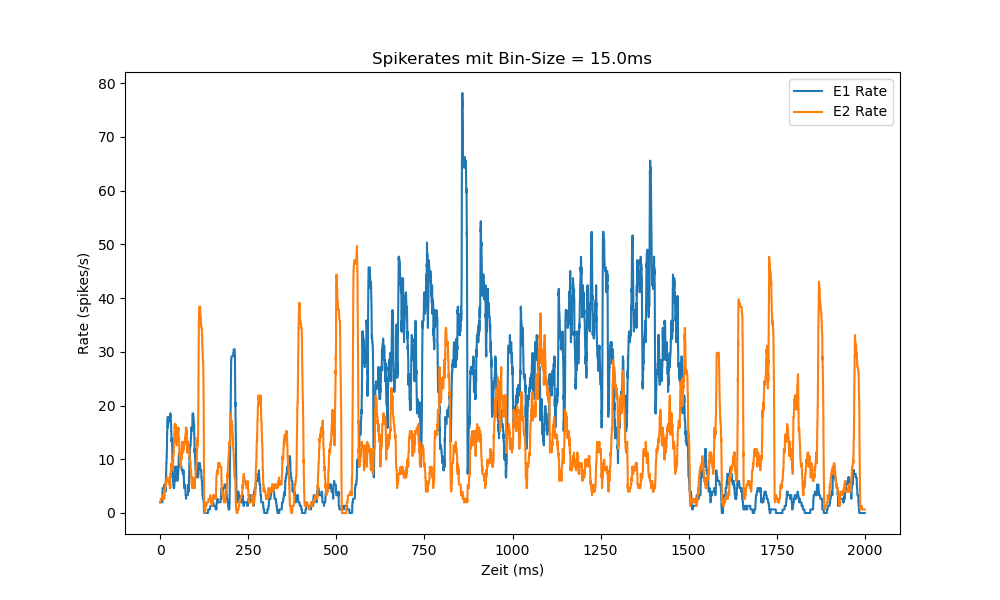 Spikerates mit Bin-Size = 15.0ms
E1 Rate
E2 Rate
Rate (spikes/s)
80
70
60
50
40
30
20
10
0
0 250 500 750 1000 1250 1500 1750 2000
Zeit (ms)